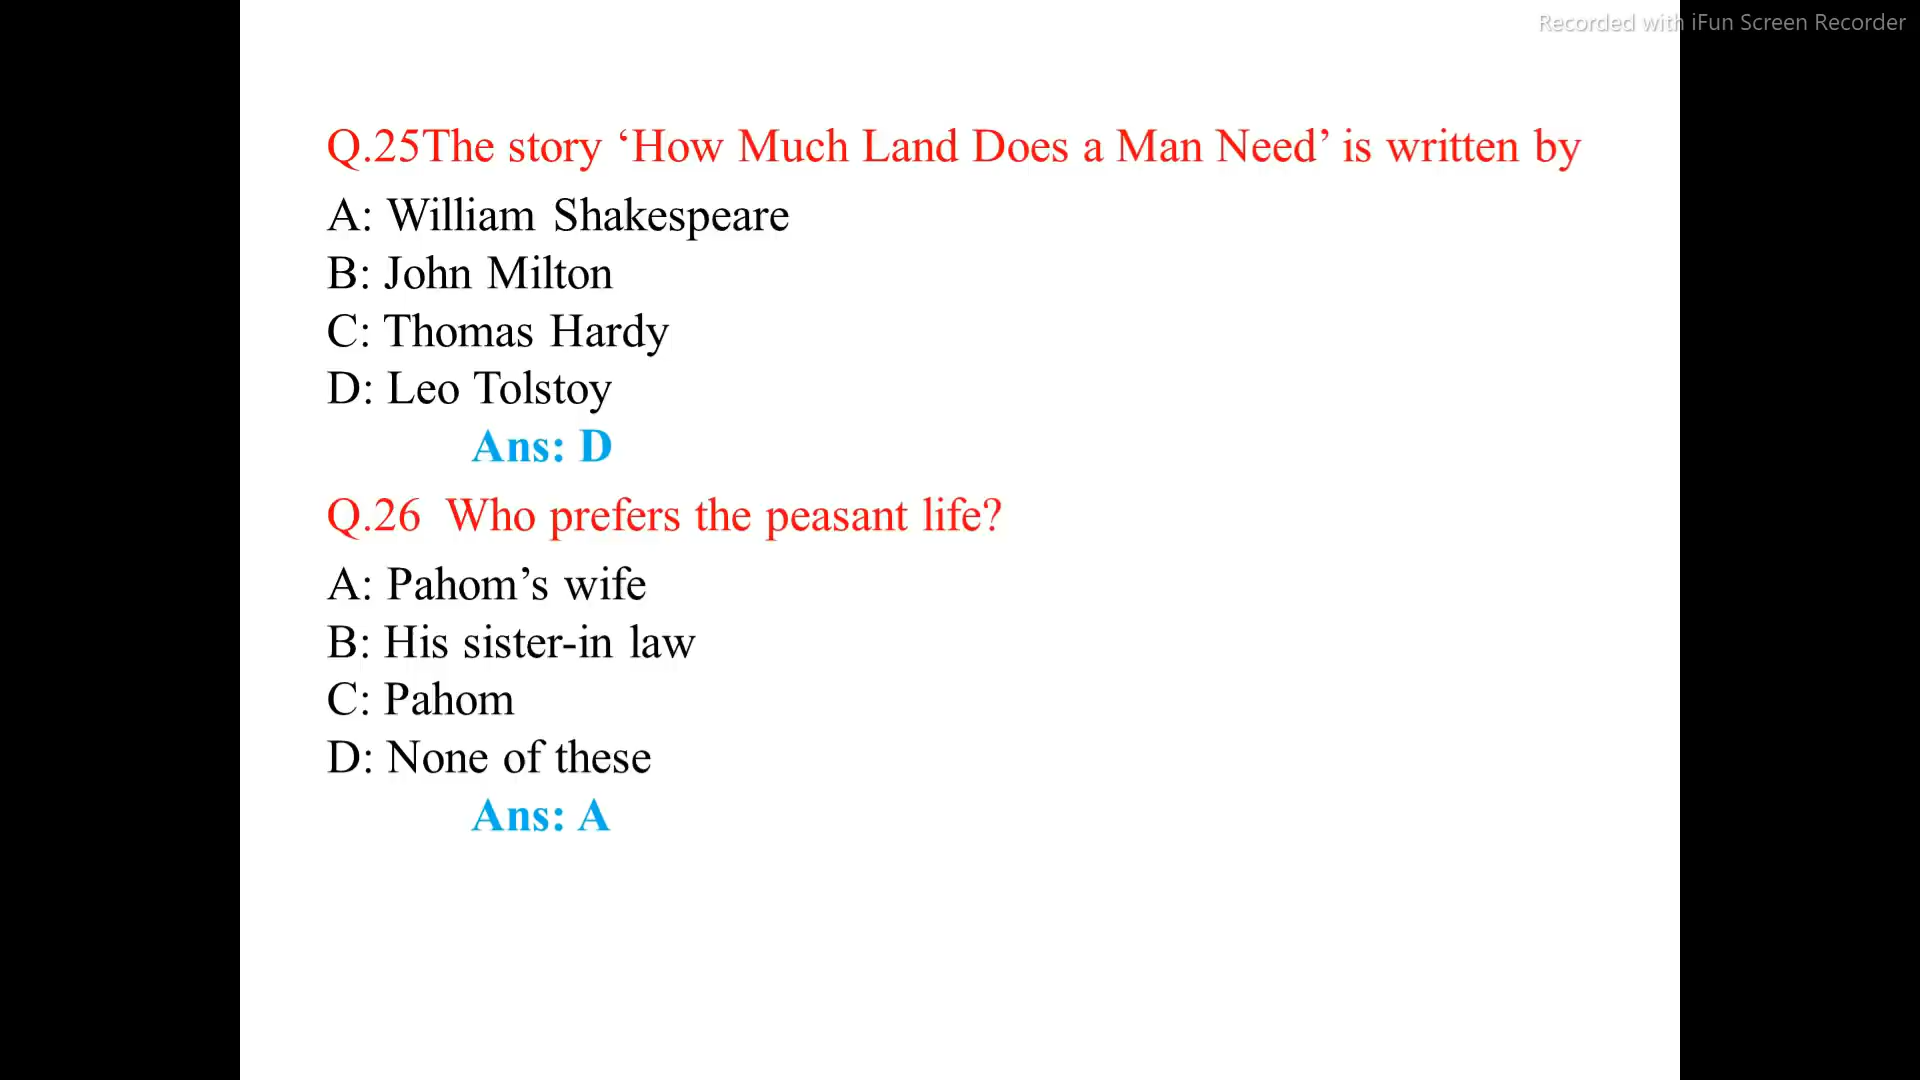 Recorded with iFun Screen Recorder
Q.25The story ‘How Much Land Does a Man Need’ is written by
A: William Shakespeare
B: John Milton
C: Thomas Hardy
D: Leo Tolstoy
Ans: D
Q.26 Who prefers the peasant life?
A: Pahom’s wife
B: His sister-in law
C: Pahom
D: None of these
Ans: A